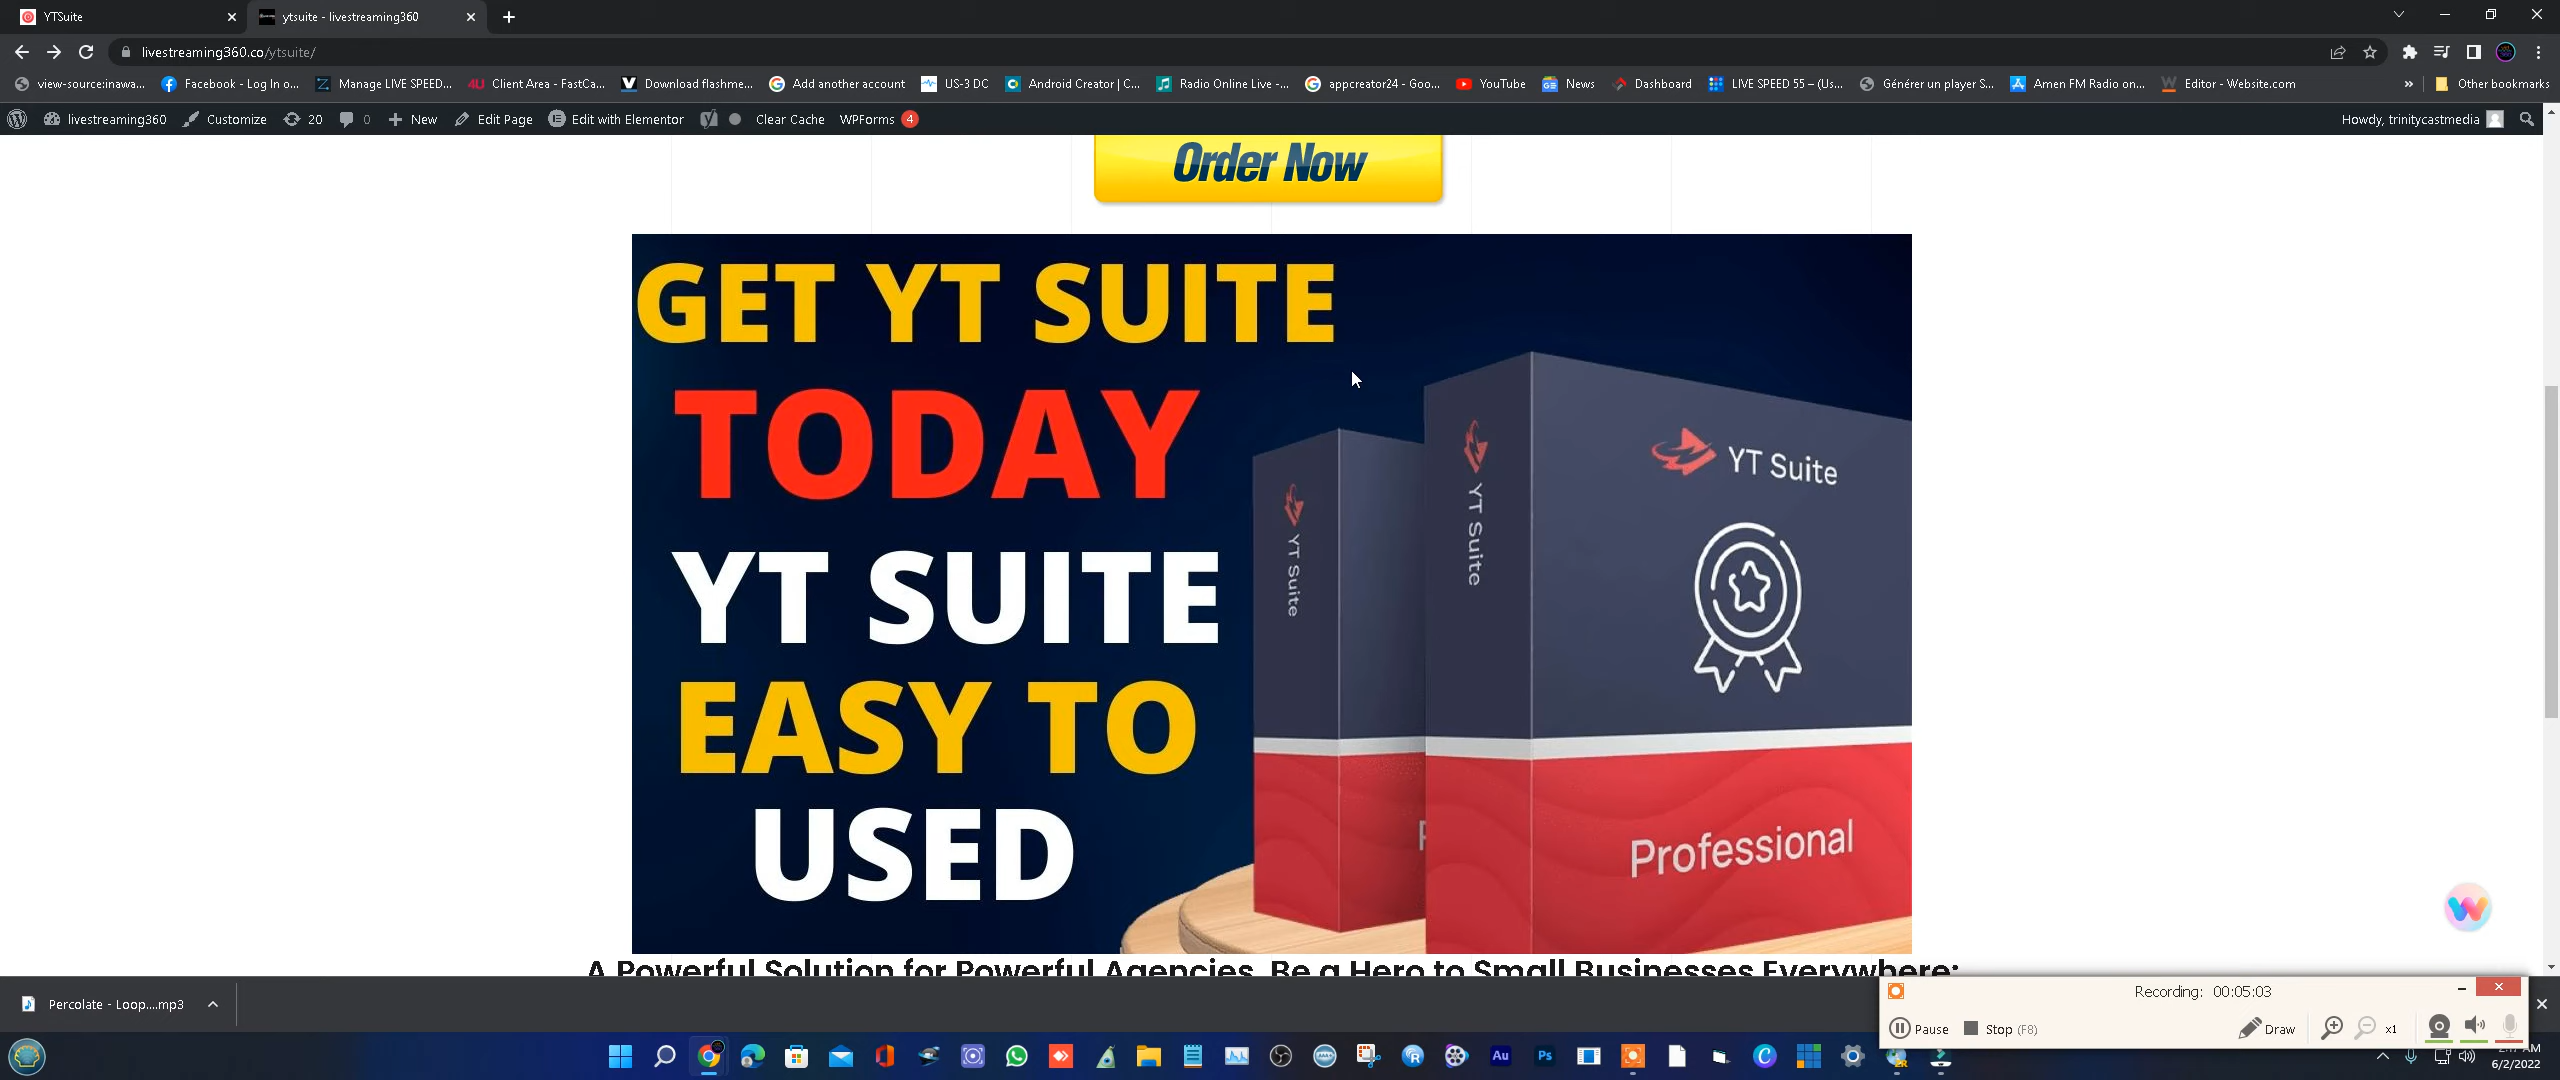 YTSuite
ytsuite - livestreaming360
livestreaming360.co/ytsuite/
view-source:inawa...
Facebook - Log In o...
Manage LIVE SPEED...
4U
Client Area - FastCa...
Download flashme...
Add another account
US-3 DC
Android Creator | C...
Radio Online Live -...
appcreator24 - Goo...
YouTube
News
Dashboard
LIVE SPEED 55 – (Us...
Générer un player S...
Amen FM Radio on...
Editor - Website.com
»
Other bookmarks
livestreaming360
Customize
20
0
New
Edit Page
Edit with Elementor
Clear Cache
WPForms 4
Howdy, trinitycastmedia
Order Now
GET YT SUITE
TODAY
YT SUITE
EASY TO
USED
YT Suite
YT Suite
YT Suite
Professional
A Powerful Solution for Powerful Agencies. Be a Hero to Small Businesses Everywhere:
Percolate - Loop....mp3
Recording: 00:05:03
Pause
Stop (F8)
Draw
x1
Au
Ps
6/2/2022